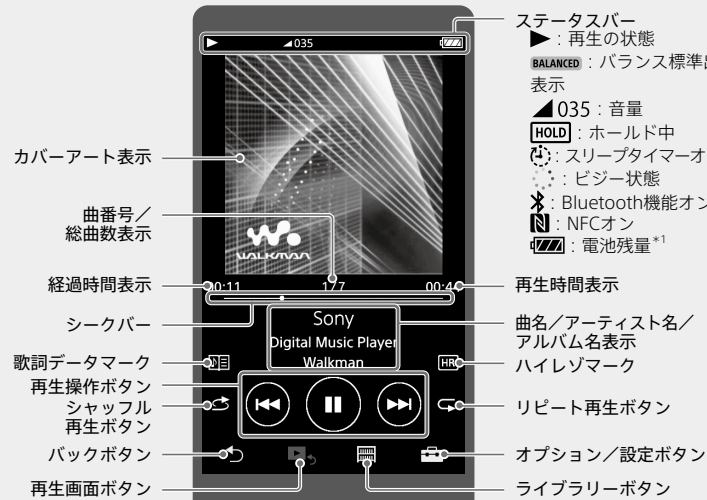 ステータスバー
▶：再生の状態
BALANCED：バランス標準
表示
035：音量
HOLD：ホールド中
：スリープタイマーオ
：ビジー状態
：Bluetooth機能オン
：NFCオン
：電池残量*1
035
カバーアート表示
WALKMAN
曲番号／
総曲数表示
経過時間表示
00:11
1/7
00:44
再生時間表示
シークバー
Sony
Digital Music Player
Walkman
曲名／アーティスト名／
アルバム名表示
歌詞データマーク
HR
ハイレゾマーク
再生操作ボタン
シャッフル
再生ボタン
リピート再生ボタン
バックボタン
オプション／設定ボタン
再生画面ボタン
ライブラリーボタン